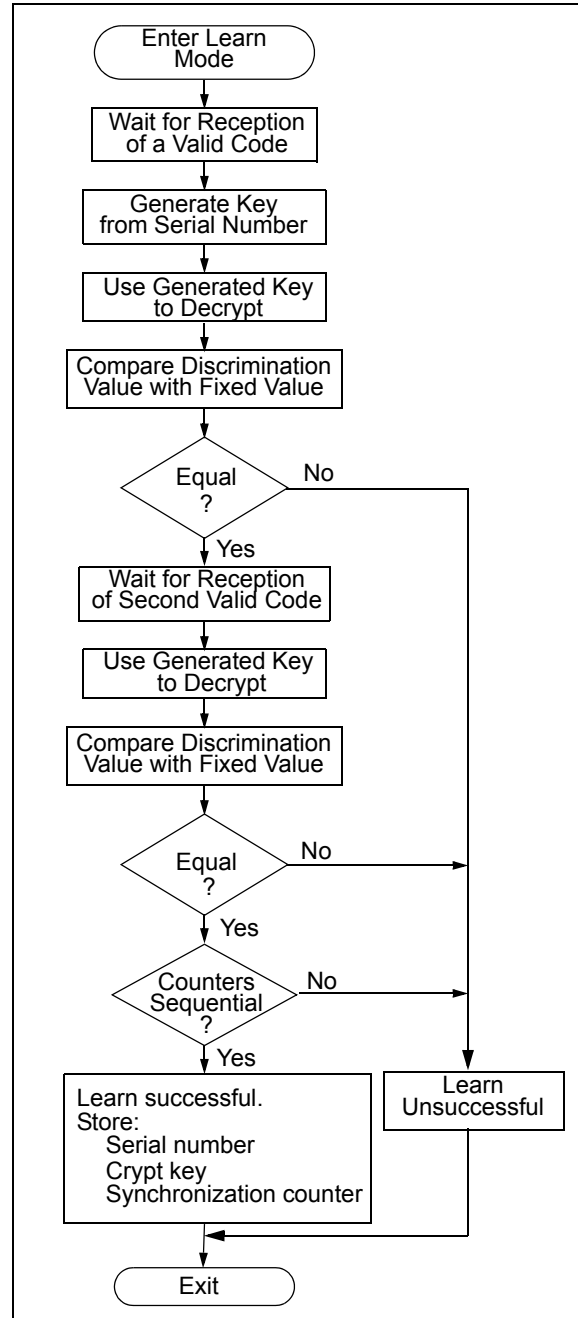 Enter Learn
Mode
Wait for Reception
of a Valid Code
Generate Key
from Serial Number
Use Generated Key
to Decrypt
Compare Discrimination
Value with Fixed Value
Equal
?
No
Yes
Wait for Reception
of Second Valid Code
Use Generated Key
to Decrypt
Compare Discrimination
Value with Fixed Value
Equal
?
No
Yes
Counters
Sequential
?
No
Yes
Learn successful.
Store:
Serial number
Crypt key
Synchronization counter
Learn
Unsuccessful
Exit